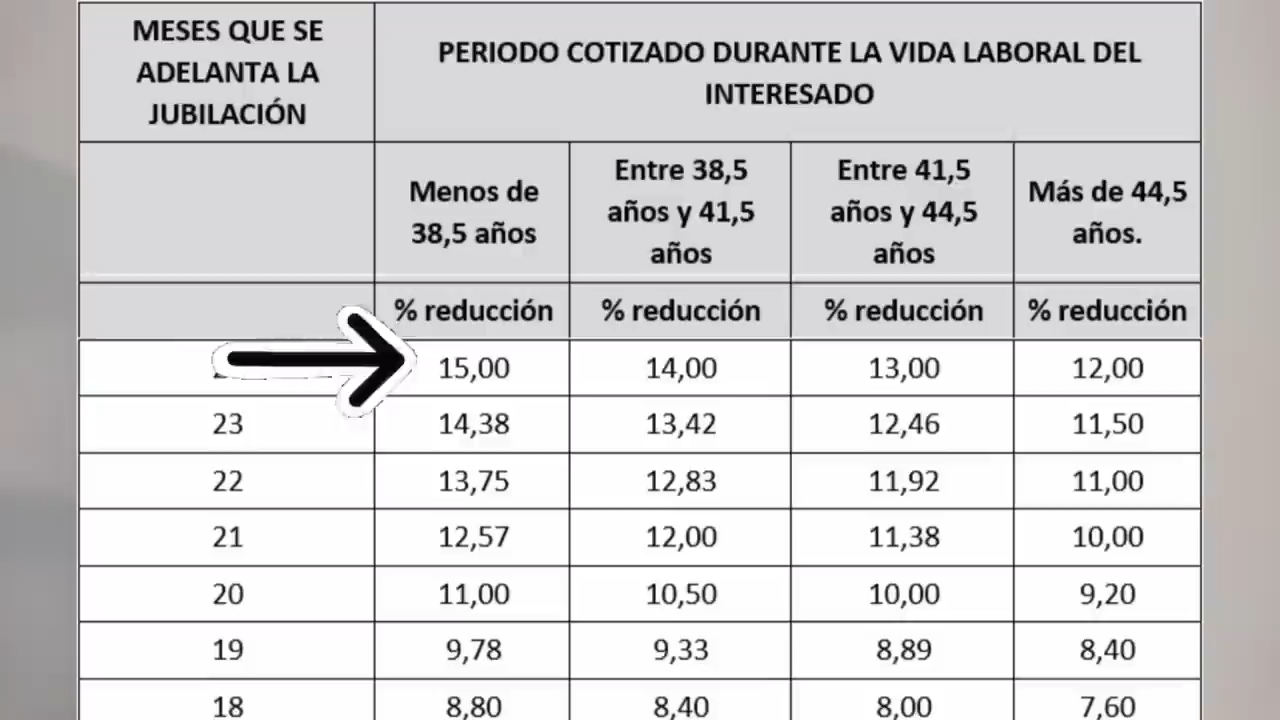 MESES QUE SE
ADELANTA LA
JUBILACIÓN
PERIODO COTIZADO DURANTE LA VIDA LABORAL DEL
INTERESADO
Menos de
38,5 años
Entre 38,5
años y 41,5
años
Entre 41,5
años y 44,5
años
Más de 44,5
años.
% reducción % reducción % reducción % reducción
15,00 14,00 13,00 12,00
23 14,38 13,42 12,46 11,50
22 13,75 12,83 11,92 11,00
21 12,57 12,00 11,38 10,00
20 11,00 10,50 10,00 9,20
19 9,78 9,33 8,89 8,40
18 8,80 8,40 8,00 7,60